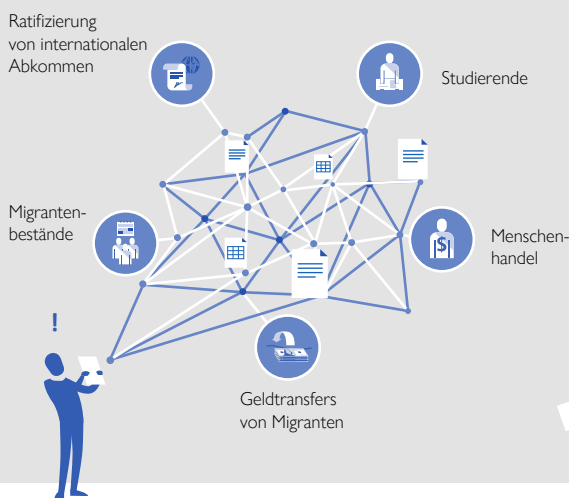 Ratifizierung
von internationalen
Abkommen
Studierende
Migranten-
bestände
$
Menschen-
handel
!
Geldtransfers
von Migranten